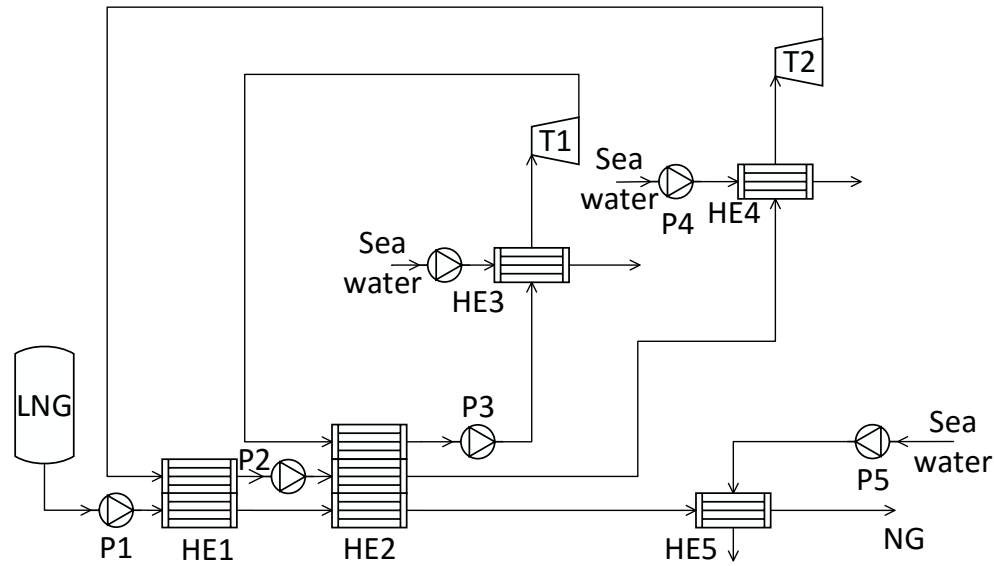 T2
T1
Sea
water
P4
HE4
Sea
water
HE3
LNG
P3
Sea
water
P2
P5
P1
HE1
HE2
HE5
NG